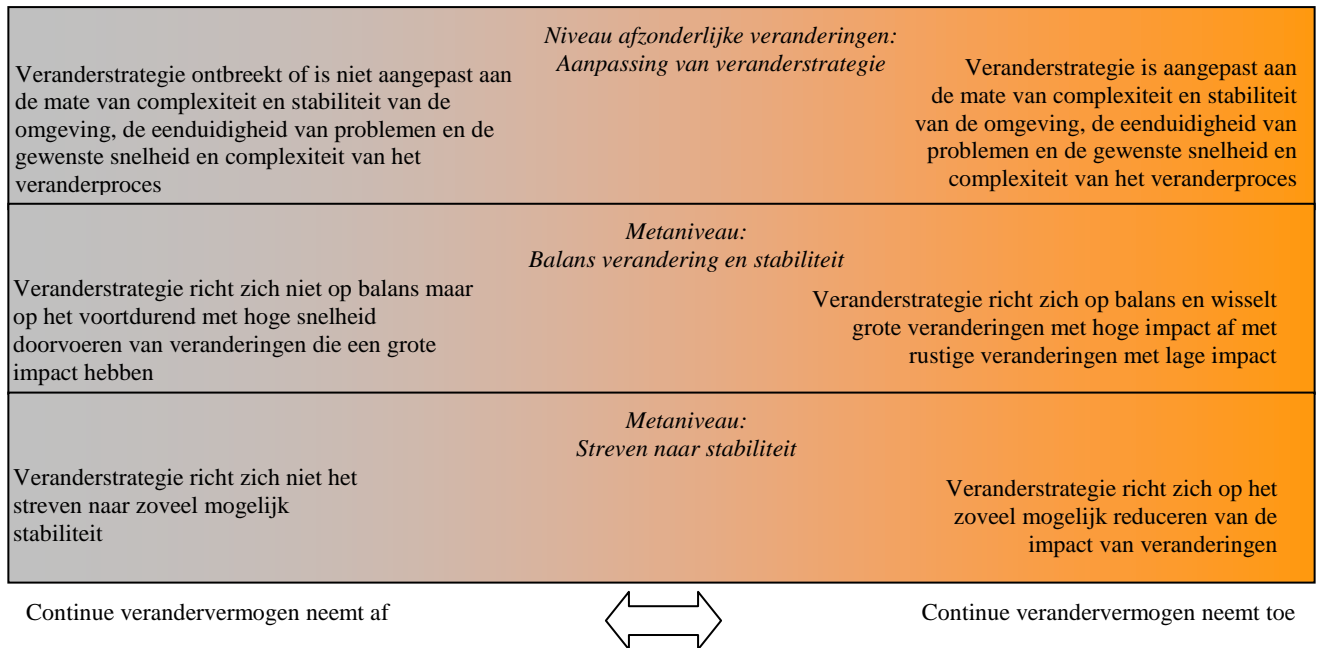 Niveau afzonderlijke veranderingen:
Aanpassing van veranderstrategie
Veranderstrategie ontbreekt of is niet aangepast aan
de mate van complexiteit en stabiliteit van de
omgeving, de eenduidigheid van problemen en de
gewenste snelheid en complexiteit van het
veranderproces
Veranderstrategie is aangepast aan
de mate van complexiteit en stabiliteit
van de omgeving, de eenduidigheid van
problemen en de gewenste snelheid en
complexiteit van het veranderproces
Metaniveau:
Balans verandering en stabiliteit
Veranderstrategie richt zich niet op balans maar
op het voortdurend met hoge snelheid
doorvoeren van veranderingen die een grote
impact hebben
Veranderstrategie richt zich op balans en wisselt
grote veranderingen met hoge impact af met
rustige veranderingen met lage impact
Metaniveau:
Streven naar stabiliteit
Veranderstrategie richt zich niet het
streven naar zoveel mogelijk
stabiliteit
Veranderstrategie richt zich op het
zoveel mogelijk reduceren van de
impact van veranderingen
Continue verandervermogen neemt af
Continue verandervermogen neemt toe